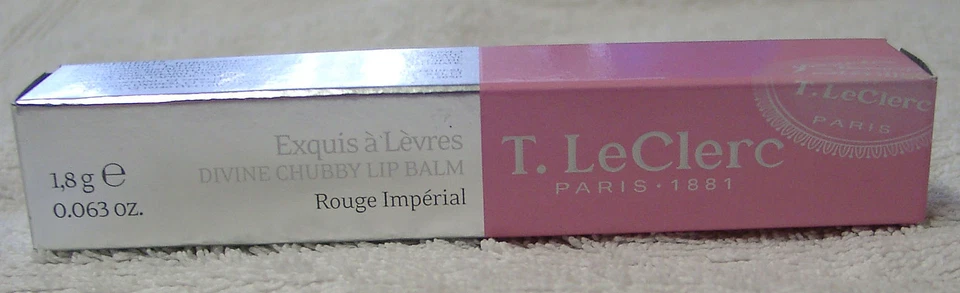 Exquis à Lèvres
DIVINE CHUBBY LIP BALM
Rouge Impérial
1,8 g ℮
0.063 OZ.
T. LeClerc
PARIS · 1881
T. LeClerc
PARIS